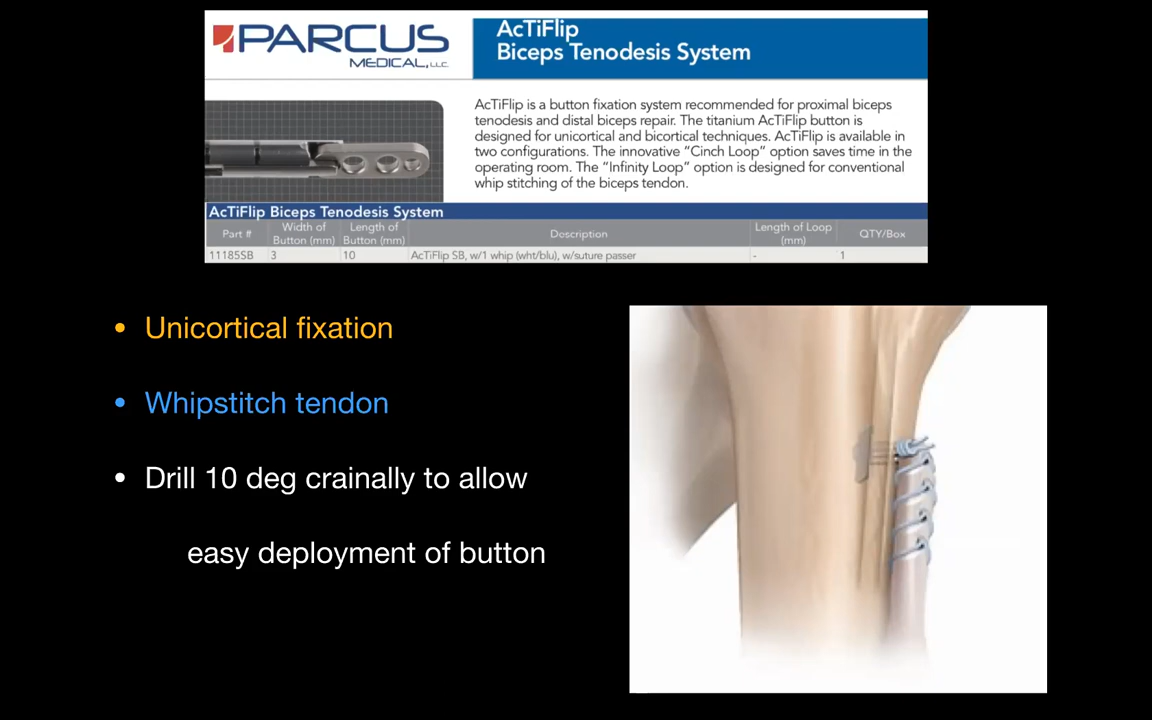 PARCUS
MEDICAL, LLC
AcTiFlip
Biceps Tenodesis System
AcTiFlip is a button fixation system recommended for proximal biceps
tenodesis and distal biceps repair. The titanium AcTiFlip button is
designed for unicortical and bicortical techniques. AcTiFlip is available in
two configurations. The innovative “Cinch Loop” option saves time in the
operating room. The “Infinity Loop” option is designed for conventional
whip stitching of the biceps tendon.
AcTiFlip Biceps Tenodesis System
Part # Width of Button (mm) Length of Button (mm) Description Length of Loop (mm) QTY/Box
11185SB 3 10 AcTiFlip SB, w/1 whip (wht/blu), w/suture passer - 1
• Unicortical fixation
• Whipstitch tendon
• Drill 10 deg crainally to allow
easy deployment of button